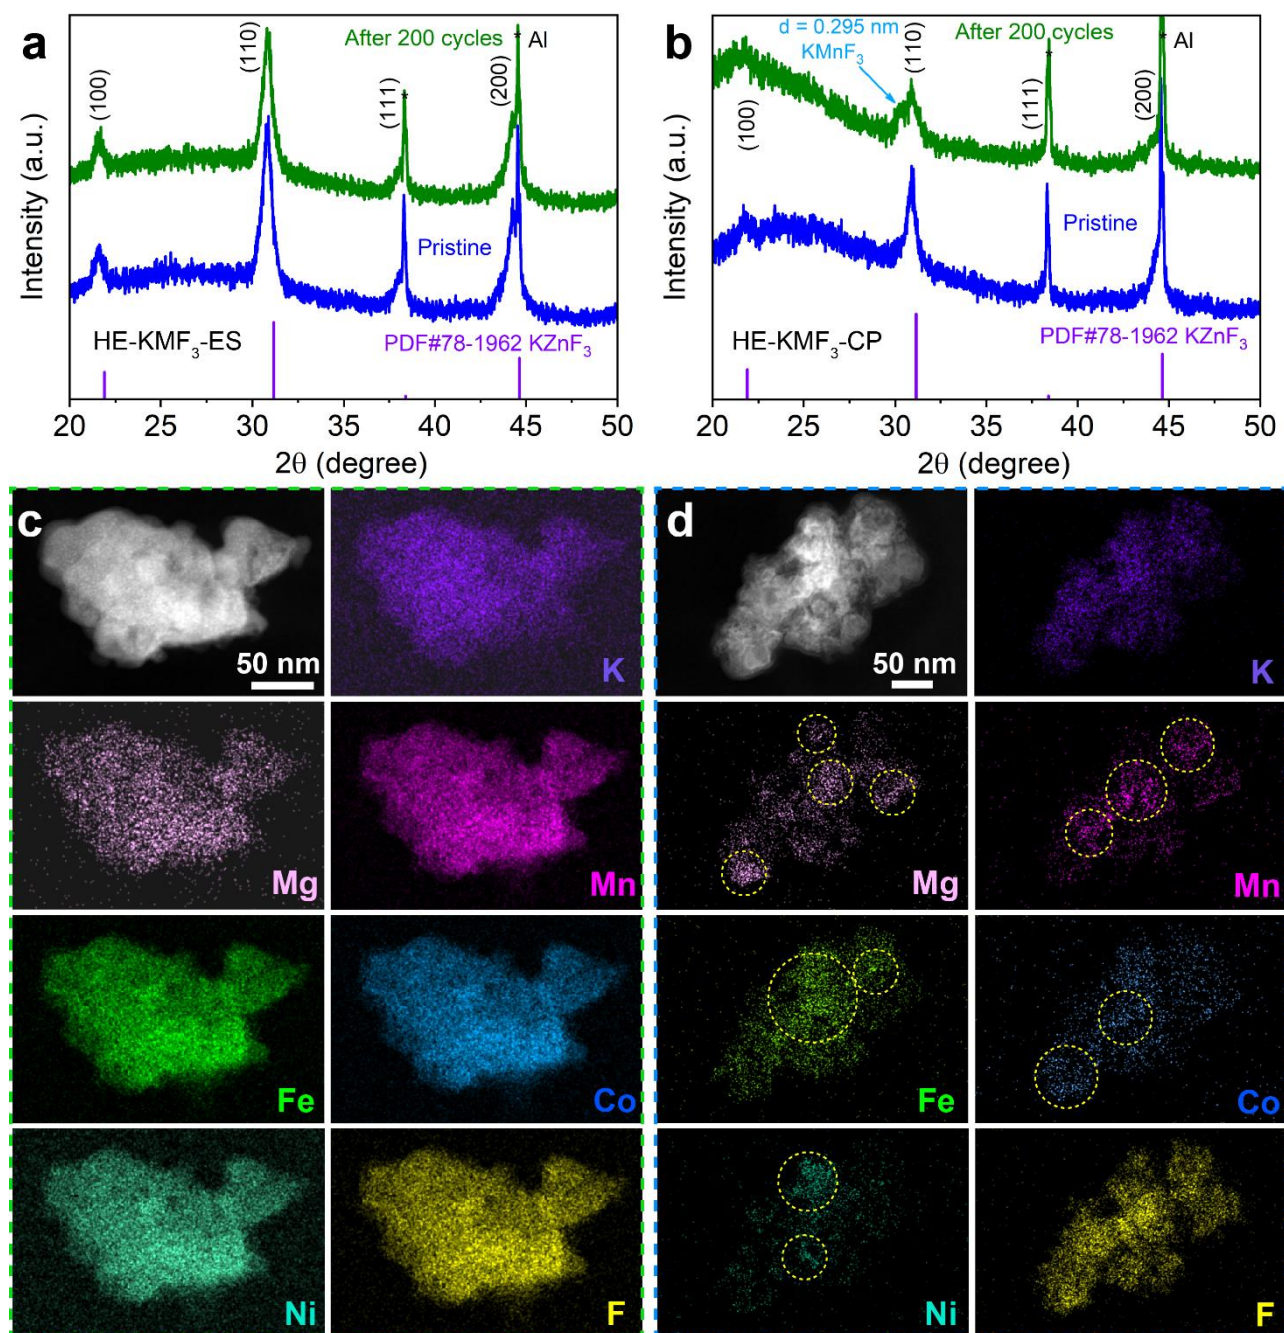 a
After 200 cycles
Al
(100)
(110)
(111)
(200)
*
*
Pristine
HE-KMF₃-ES
PDF#78-1962 KZnF₃
Intensity (a.u.)
20 25 30 35 40 45 50
2θ (degree)
b
d = 0.295 nm
KMnF₃
After 200 cycles
Al
(100)
(110)
(111)
(200)
*
*
Pristine
HE-KMF₃-CP
PDF#78-1962 KZnF₃
Intensity (a.u.)
20 25 30 35 40 45 50
2θ (degree)
c
50 nm
K
Mg
Mn
Fe
Co
Ni
F
d
50 nm
K
Mg
Mn
Fe
Co
Ni
F